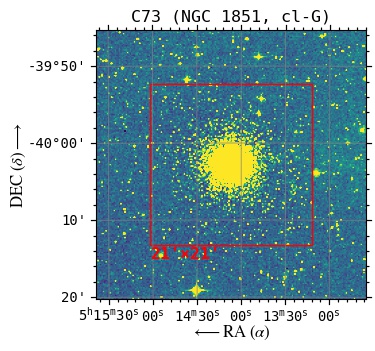 C73 (NGC 1851, cl-G)
-39°50'
-40°00'
10'
20'
DEC (δ) ⟶
21'×21'
5ʰ15ᵐ30ˢ 00ˢ 14ᵐ30ˢ 00ˢ 13ᵐ30ˢ 00ˢ
⟵ RA (α)